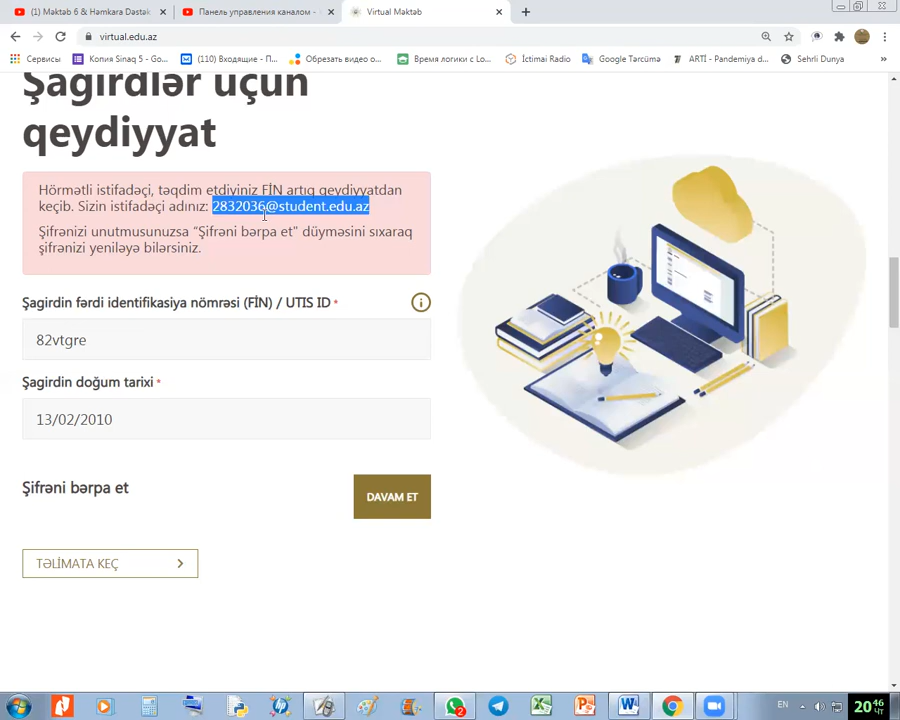 (1) Məktəb 6 & Həmkara Dəstək
Панель управления каналом -
Virtual Məktəb
virtual.edu.az
Сервисы
Копия Sinaq 5 - Go...
(110) Входящие - П...
Обрезать видео о...
Время логики с Lo...
Ictimai Radio
Google Tərcümə
ARTİ - Pandemiya d...
Sehrli Dunya
»
Şagirdlər üçün
qeydiyyat
Hörmətli istifadəçi, təqdim etdiyiniz FİN artıq qeydiyyatdan
keçib. Sizin istifadəçi adınız: 2832036@student.edu.az
Şifrənizi unutmusunuzsa "Şifrəni bərpa et" düyməsini sıxaraq
şifrənizi yeniləyə bilərsiniz.
Şagirdin fərdi identifikasiya nömrəsi (FİN) / UTIS ID *
82vtgre
Şagirdin doğum tarixi *
13/02/2010
Şifrəni bərpa et
DAVAM ET
TƏLİMATA KEÇ
EN
20 46
ЧТ